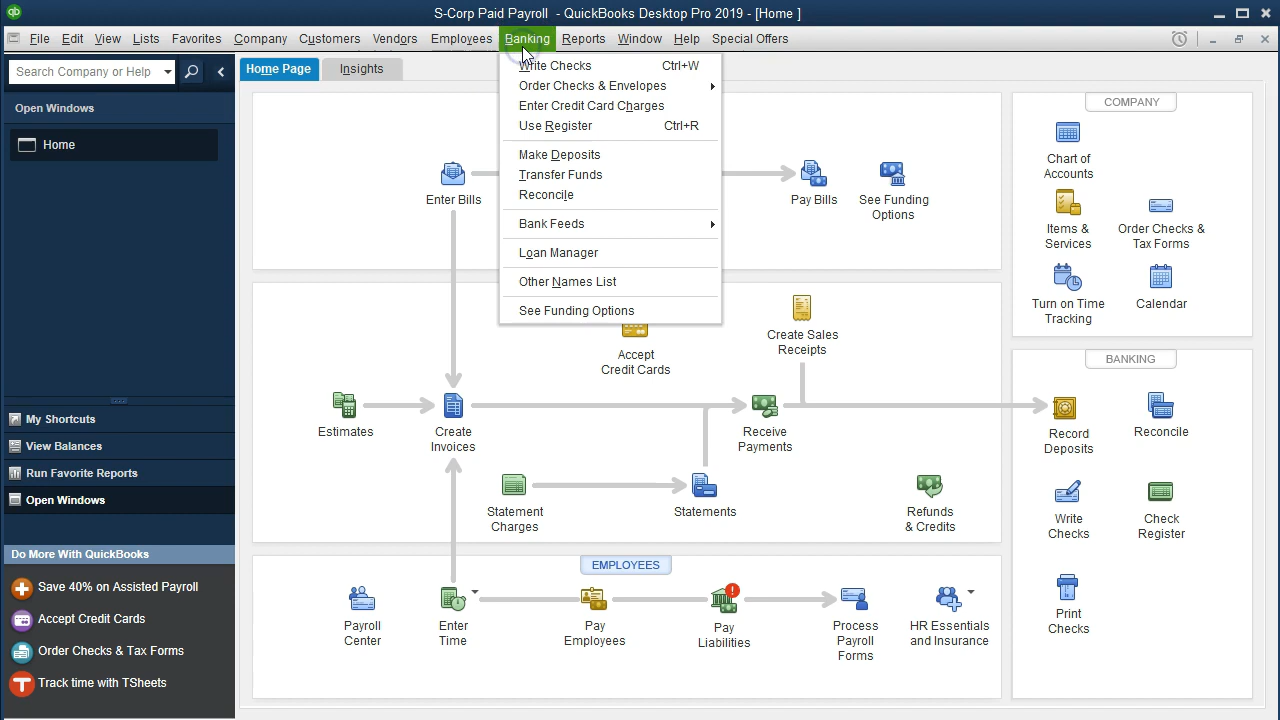 S-Corp Paid Payroll - QuickBooks Desktop Pro 2019 - [Home ]
File Edit View Lists Favorites Company Customers Vendors Employees Banking Reports Window Help Special Offers
Search Company or Help
Home Page Insights
Open Windows
Home
Write Checks Ctrl+W
Order Checks & Envelopes
Enter Credit Card Charges
Use Register Ctrl+R
Make Deposits
Transfer Funds
Reconcile
Bank Feeds
Loan Manager
Other Names List
See Funding Options
Enter Bills
Pay Bills
See Funding
Options
Accept
Credit Cards
Create Sales
Receipts
Estimates
Create
Invoices
Receive
Payments
Statement
Charges
Statements
Refunds
& Credits
EMPLOYEES
Payroll
Center
Enter
Time
Pay
Employees
Pay
Liabilities
Process
Payroll
Forms
HR Essentials
and Insurance
COMPANY
Chart of
Accounts
Items &
Services
Order Checks &
Tax Forms
Turn on Time
Tracking
Calendar
BANKING
Record
Deposits
Reconcile
Write
Checks
Check
Register
Print
Checks
My Shortcuts
View Balances
Run Favorite Reports
Open Windows
Do More With QuickBooks
Save 40% on Assisted Payroll
Accept Credit Cards
Order Checks & Tax Forms
Track time with TSheets